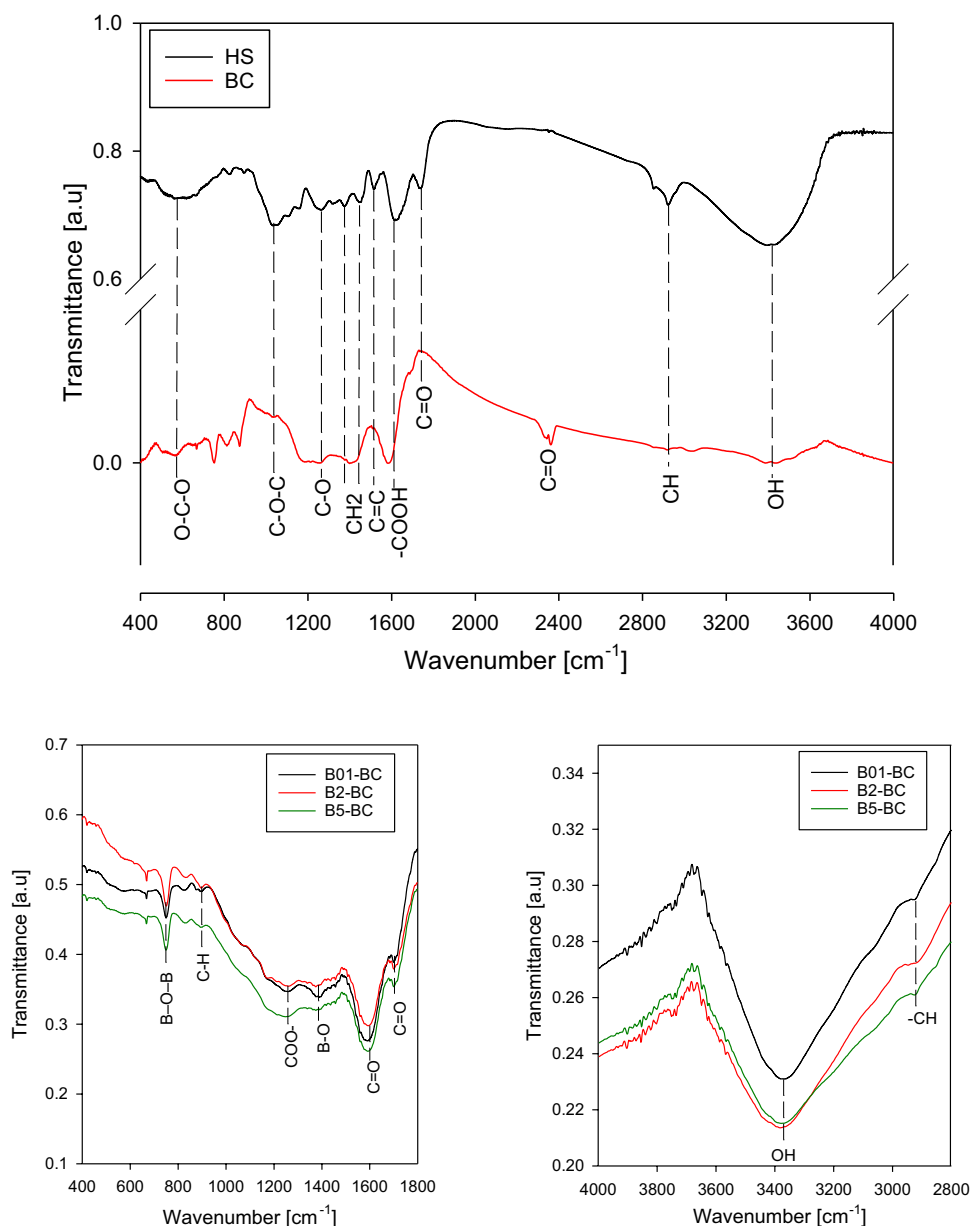 HS
BC
Transmittance [a.u]
1.0
0.8
0.6
0.0
O-C-O
C-O-C
C-O
CH2
C=C
-COOH
C=O
C=O
CH
OH
400 800 1200 1600 2000 2400 2800 3200 3600 4000
Wavenumber [cm-1]
B01-BC
B2-BC
B5-BC
Transmittance [a.u]
0.7
0.6
0.5
0.4
0.3
0.2
0.1
B–O–B
C-H
COO-
B-O
C=O
C=O
400 600 800 1000 1200 1400 1600 1800
Wavenumber [cm-1]
B01-BC
B2-BC
B5-BC
Transmittance [a.u]
0.34
0.32
0.30
0.28
0.26
0.24
0.22
0.20
-CH
OH
4000 3800 3600 3400 3200 3000 2800
Wavenumber [cm-1]